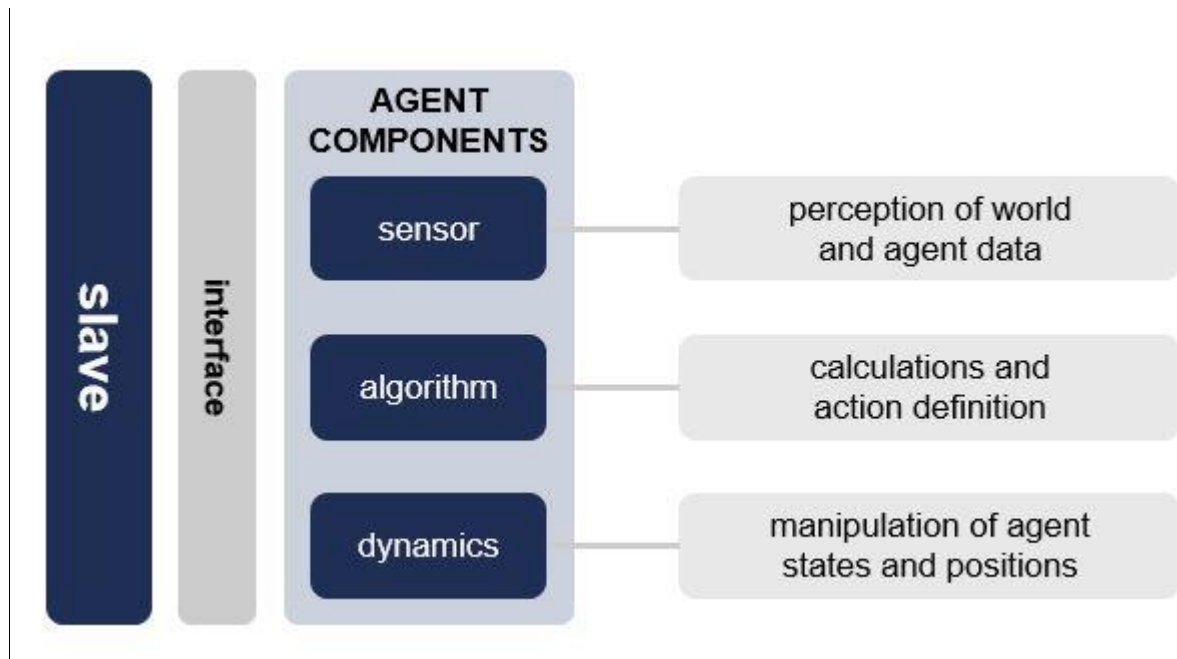 slave
interface
AGENT
COMPONENTS
sensor
perception of world
and agent data
algorithm
calculations and
action definition
dynamics
manipulation of agent
states and positions